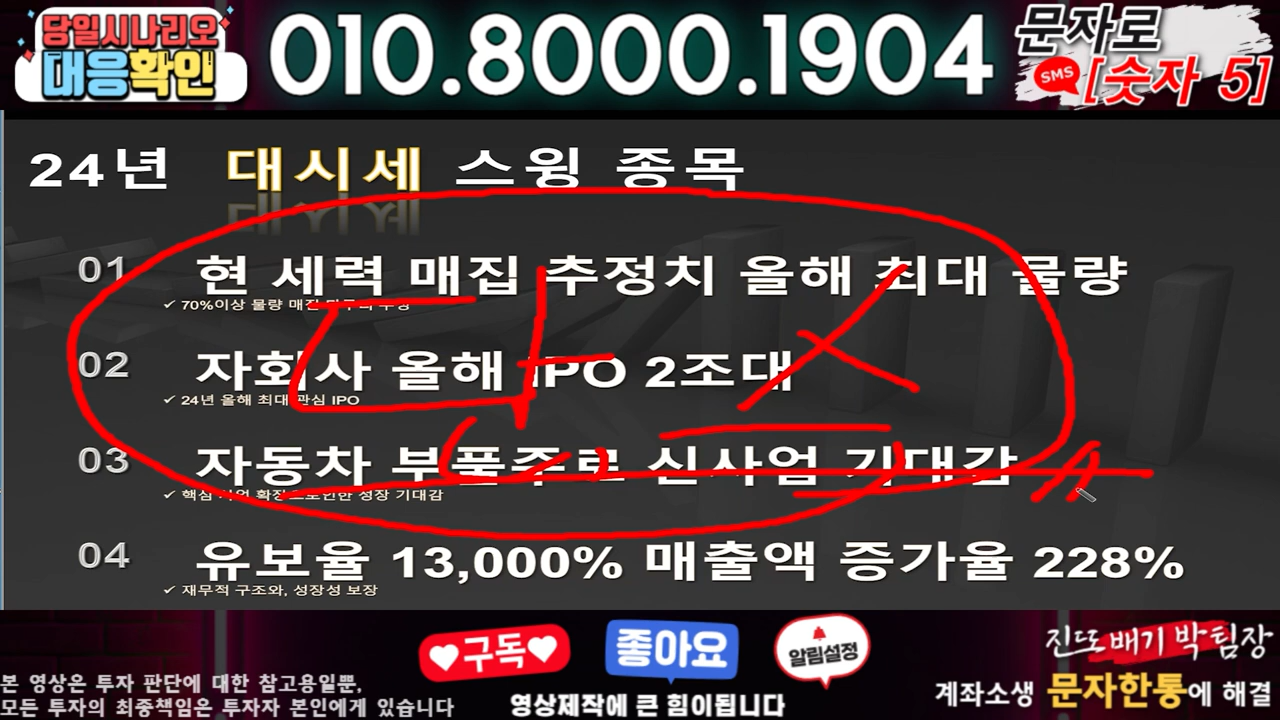 당일시나리오
대응확인
010.8000.1904
문자로
SMS [숫자 5]
24년 대시세 스윙 종목
01 현 세력 매집 추정치 올해 최대 물량
✓ 70%이상 물량 매집
02 자회사 올해 IPO 2조대
✓ 24년 올해 최대 관심 IPO
03 자동차 부품주로 신사업 기대감
✓ 핵심 사업 확장으로인한 성장 기대감
04 유보율 13,000% 매출액 증가율 228%
✓ 재무적 구조와, 성장성 보장
구독
좋아요
알림설정
영상제작에 큰 힘이됩니다
본 영상은 투자 판단에 대한 참고용일뿐,
모든 투자의 최종책임은 투자자 본인에게 있습니다
진또배기 박팀장
계좌소생 문자한통에 해결